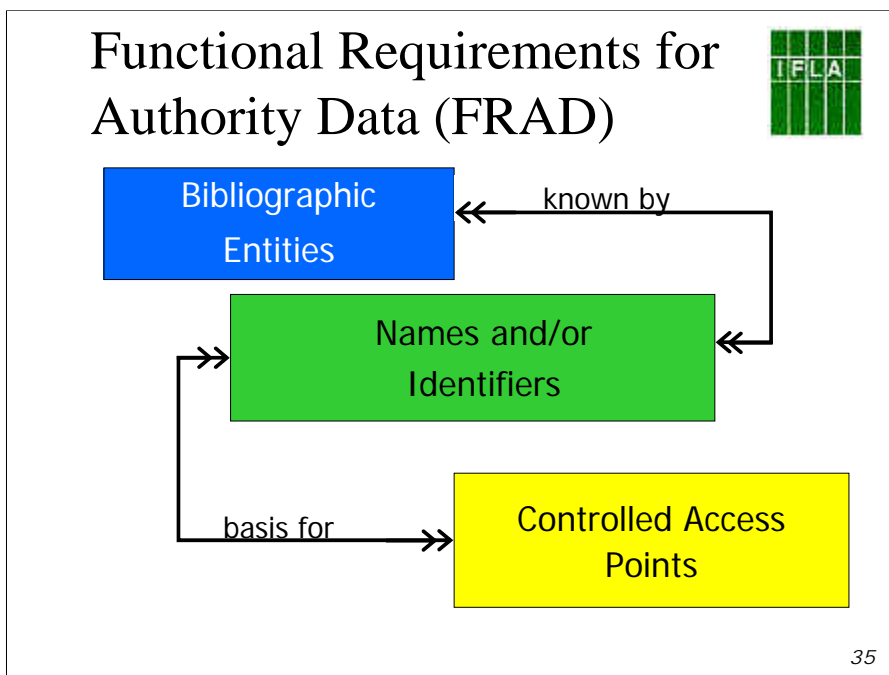 Functional Requirements for
Authority Data (FRAD)
IFLA
Bibliographic
Entities
known by
Names and/or
Identifiers
basis for
Controlled Access
Points
35